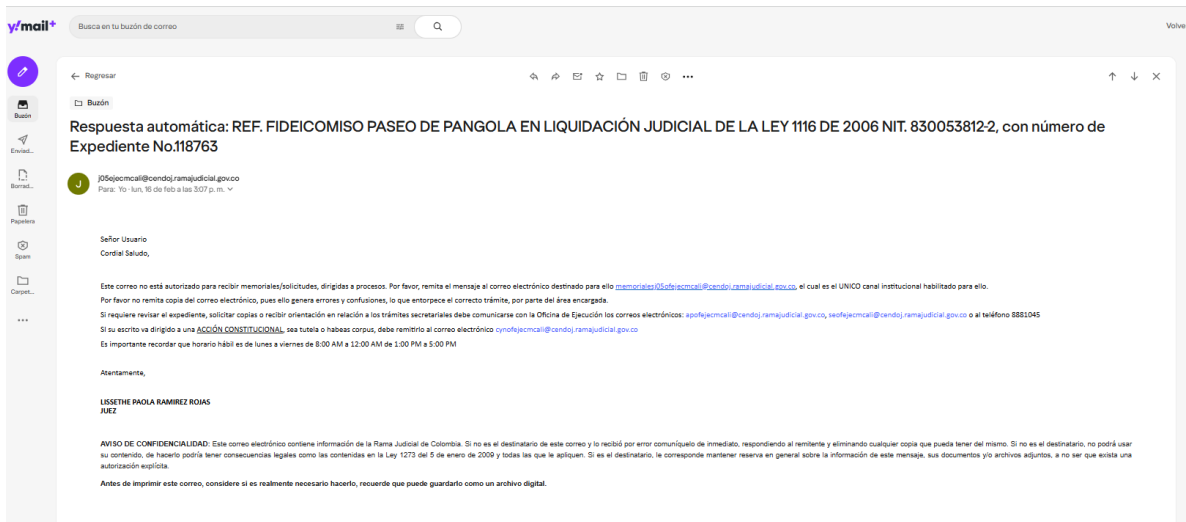 y!mail+
Busca en tu buzón de correo
Volve
Regresar
Buzón
Buzón
Enviad...
Borrad...
Papelera
Spam
Carpet...
Respuesta automática: REF. FIDEICOMISO PASEO DE PANGOLA EN LIQUIDACIÓN JUDICIAL DE LA LEY 1116 DE 2006 NIT. 830053812-2, con número de
Expediente No.118763
J
j05ejecmcali@cendoj.ramajudicial.gov.co
Para: Yo · lun, 16 de feb a las 3:07 p. m.
Señor Usuario
Cordial Saludo,
Este correo no está autorizado para recibir memoriales/solicitudes, dirigidas a procesos. Por favor, remita el mensaje al correo electrónico destinado para ello memorialesj05ofejecmcali@cendoj.ramajudicial.gov.co, el cual es el UNICO canal institucional habilitado para ello.
Por favor no remita copia del correo electrónico, pues ello genera errores y confusiones, lo que entorpece el correcto trámite, por parte del área encargada.
Si requiere revisar el expediente, solicitar copias o recibir orientación en relación a los trámites secretariales debe comunicarse con la Oficina de Ejecución los correos electrónicos: apofejecmcali@cendoj.ramajudicial.gov.co, seofejecmcali@cendoj.ramajudicial.gov.co o al teléfono 8881045
Si su escrito va dirigido a una ACCIÓN CONSTITUCIONAL, sea tutela o habeas corpus, debe remitirlo al correo electrónico cynofejecmcali@cendoj.ramajudicial.gov.co
Es importante recordar que horario hábil es de lunes a viernes de 8:00 AM a 12:00 AM de 1:00 PM a 5:00 PM
Atentamente,
LISSETHE PAOLA RAMIREZ ROJAS
JUEZ
AVISO DE CONFIDENCIALIDAD: Este correo electrónico contiene información de la Rama Judicial de Colombia. Si no es el destinatario de este correo y lo recibió por error comuníquelo de inmediato, respondiendo al remitente y eliminando cualquier copia que pueda tener del mismo. Si no es el destinatario, no podrá usar
su contenido, de hacerlo podría tener consecuencias legales como las contenidas en la Ley 1273 del 5 de enero de 2009 y todas las que le apliquen. Si es el destinatario, le corresponde mantener reserva en general sobre la información de este mensaje, sus documentos y/o archivos adjuntos, a no ser que exista una
autorización explícita.
Antes de imprimir este correo, considere si es realmente necesario hacerlo, recuerde que puede guardarlo como un archivo digital.